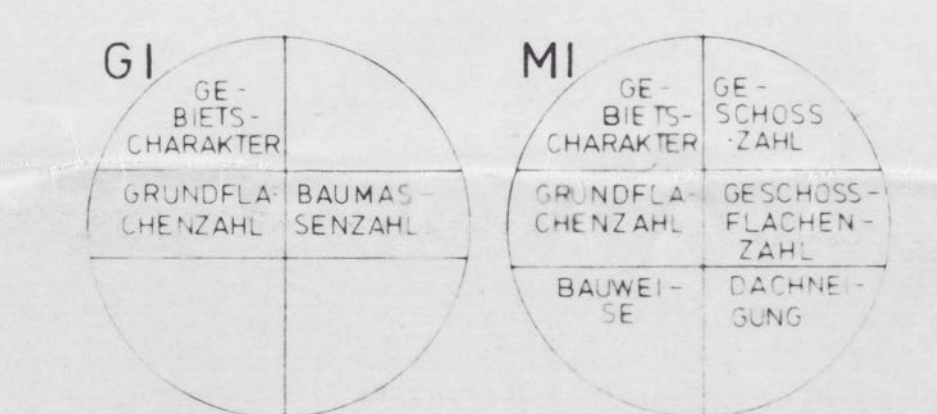 GI
GE-
BIETS-
CHARAKTER
GRUNDFLA-
CHENZAHL
BAUMAS-
SENZAHL
MI
GE-
BIETS-
CHARAKTER
GE-
SCHOSS
-ZAHL
GRUNDFLA-
CHENZAHL
GESCHOSS-
FLACHEN-
ZAHL
BAUWEI-
SE
DACHNEI-
GUNG